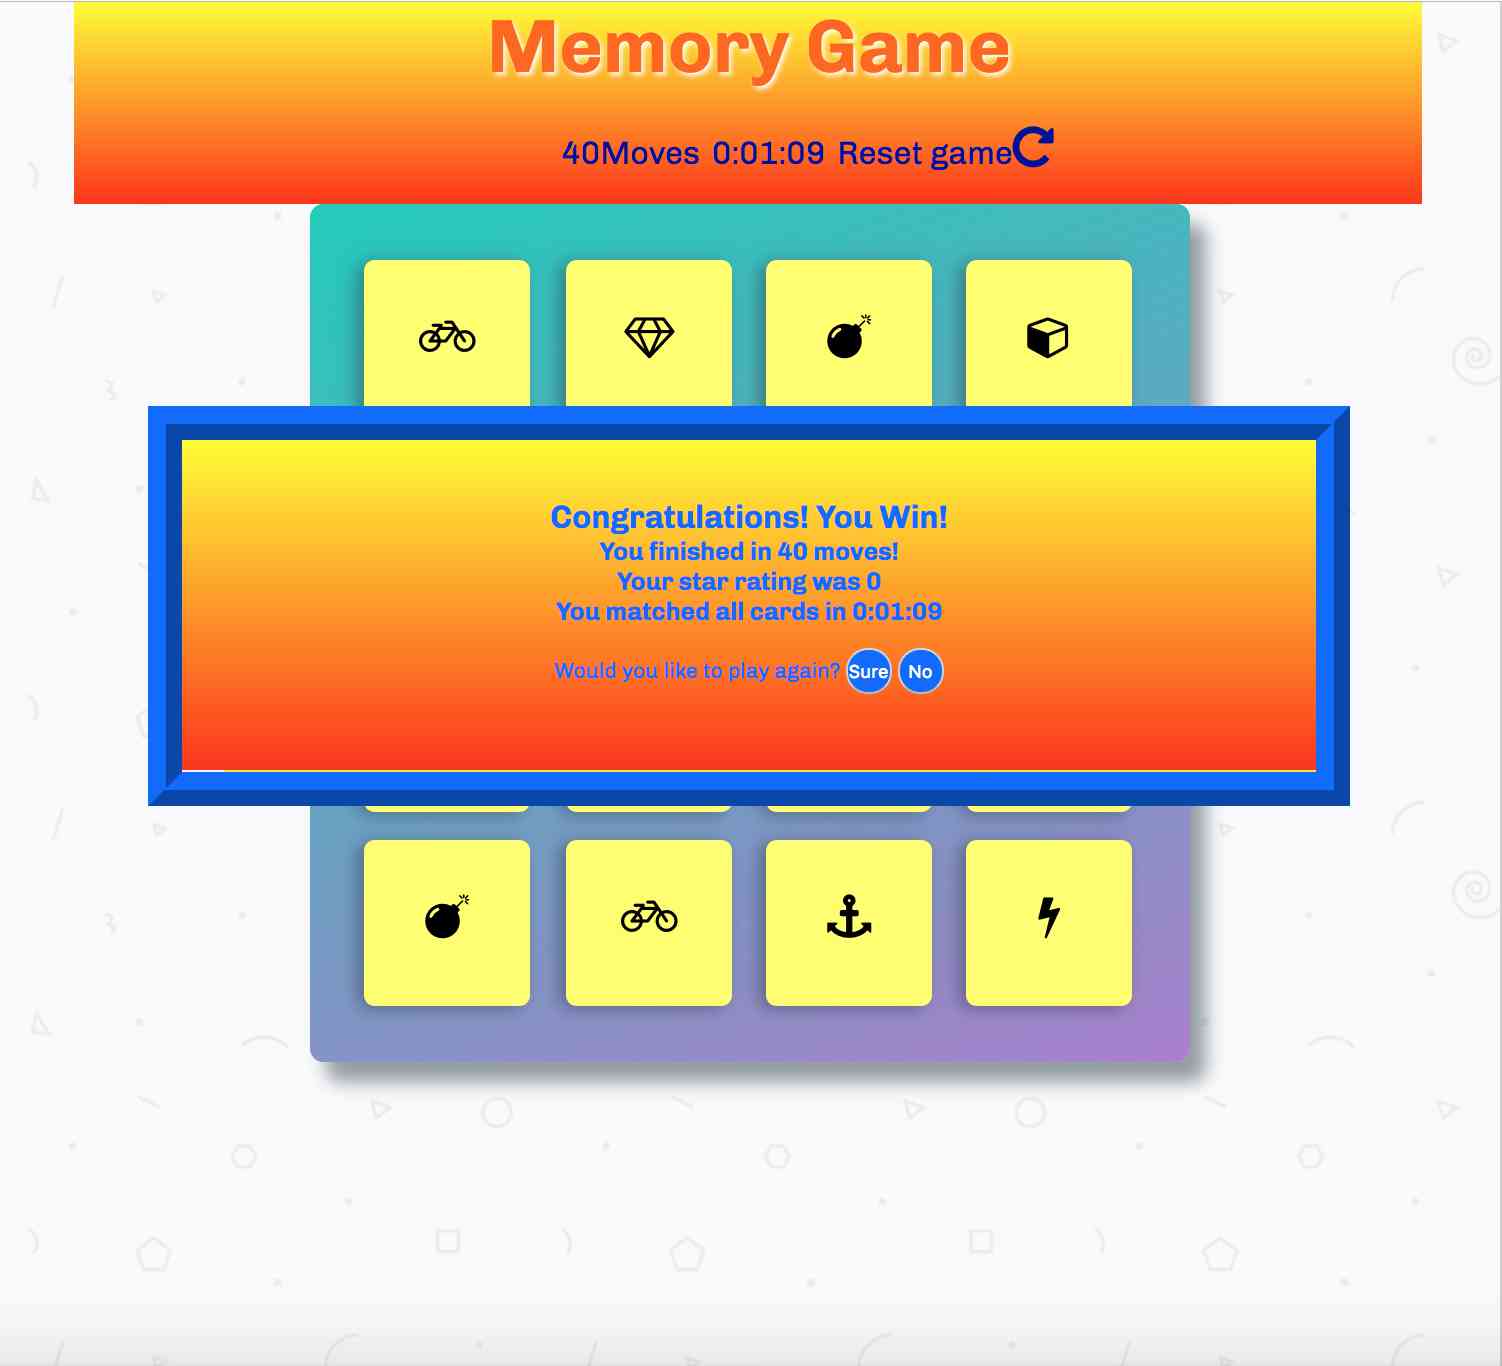 Memory Game
40Moves 0:01:09 Reset game
Congratulations! You Win!
You finished in 40 moves!
Your star rating was 0
You matched all cards in 0:01:09
Would you like to play again? Sure No